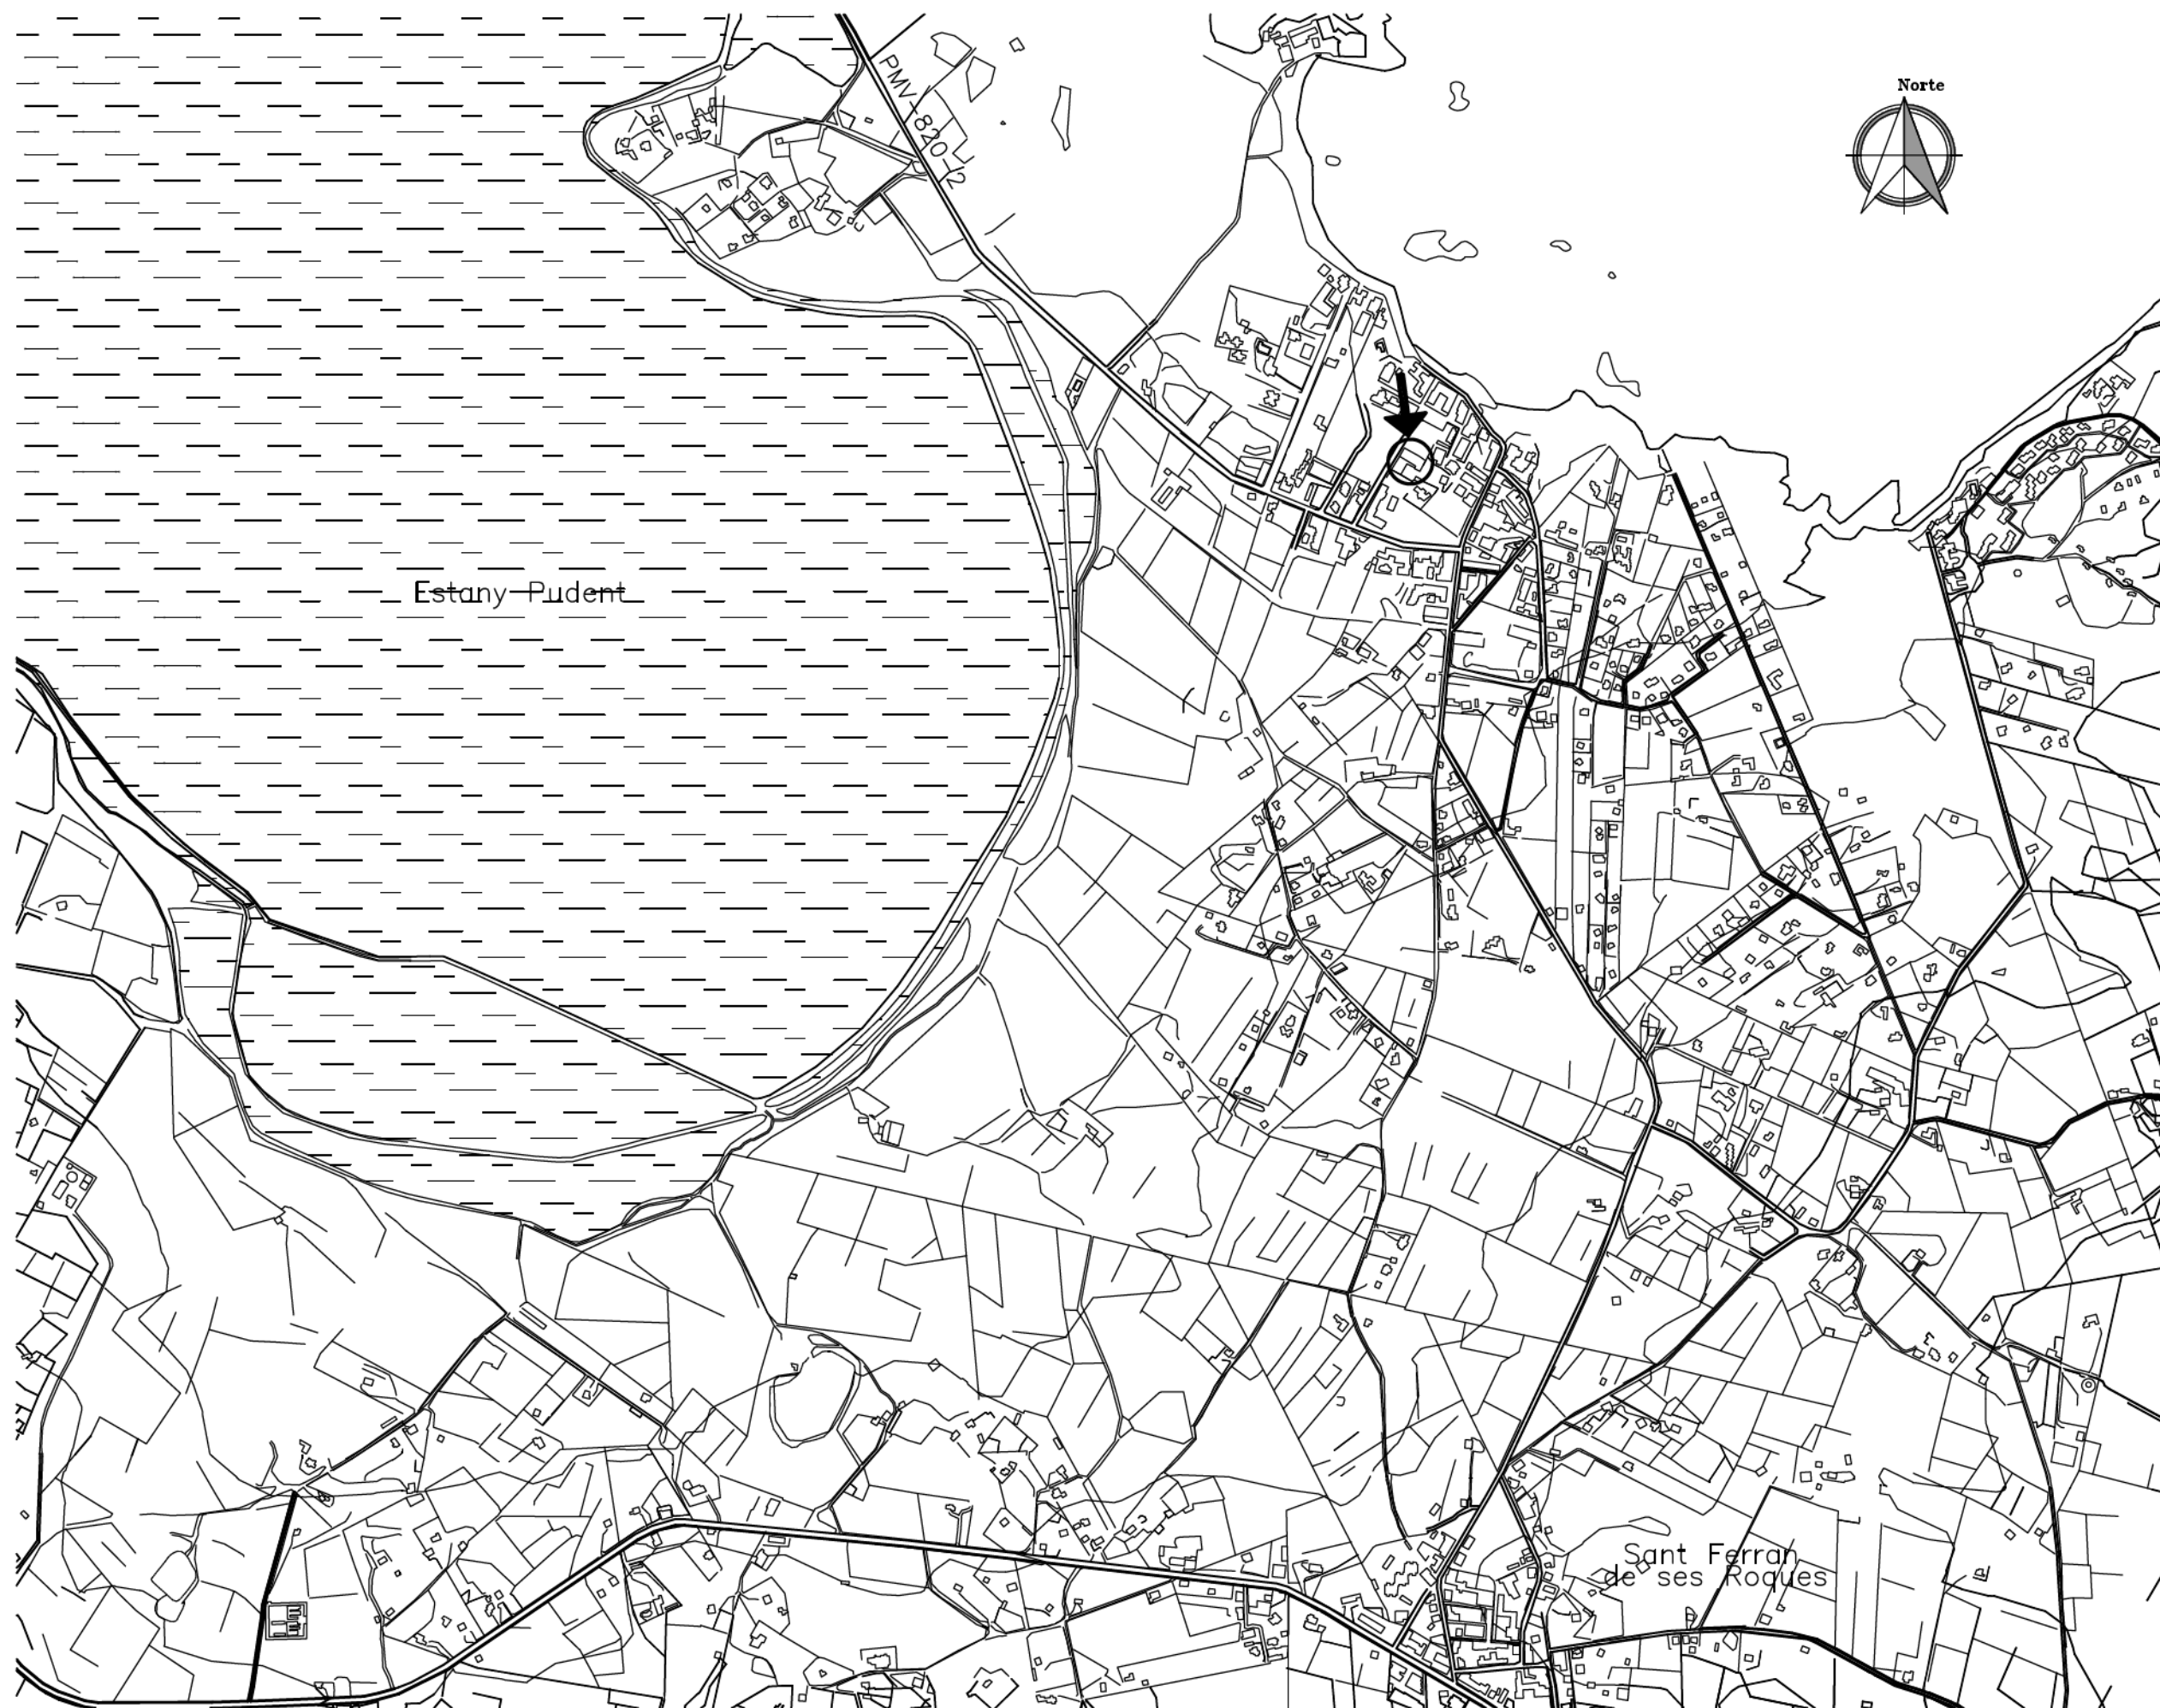 Norte
PMV-820-2
Estany Pudent
Sant Ferran
de ses Roques